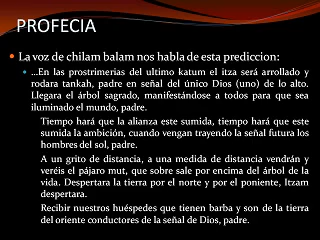 PROFECIA
La voz de chilam balam nos habla de esta prediccion:
...En las prostrimerias del ultimo katum el itza será arrollado y
rodara tankah, padre en señal del único Dios (uno) de lo alto.
Llegara el árbol sagrado, manifestándose a todos para que sea
iluminado el mundo, padre.
Tiempo hará que la alianza este sumida, tiempo hará que este
sumida la ambición, cuando vengan trayendo la señal futura los
hombres del sol, padre.
A un grito de distancia, a una medida de distancia vendrán y
veréis el pájaro mut, que sobre sale por encima del árbol de la
vida. Despertara la tierra por el norte y por el poniente, Itzam
despertara.
Recibir nuestros huéspedes que tienen barba y son de la tierra
del oriente conductores de la señal de Dios, padre.